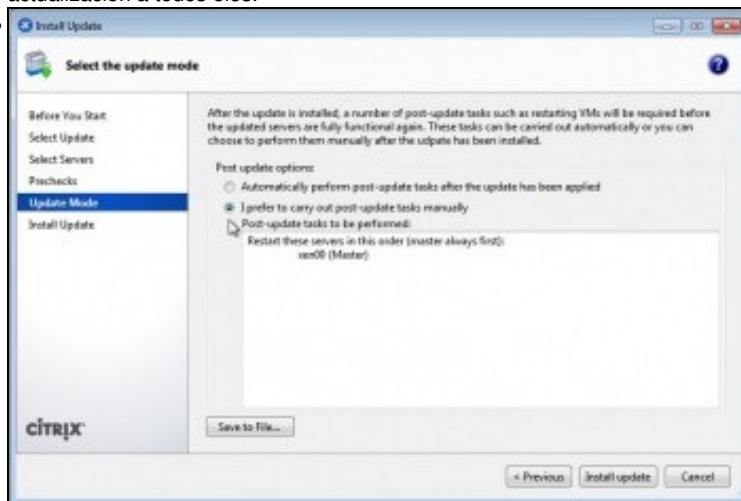 actualización a todos ellos.
Install Update
Select the update mode
Before You Start
Select Update
Select Servers
Prechecks
Update Mode
Install Update
After the update is installed, a number of post-update tasks such as restarting VMs will be required before
the updated servers are fully functional again. These tasks can be carried out automatically or you can
choose to perform them manually after the udpate has been installed.
Post update options:
Automatically perform post-update tasks after the update has been applied
I prefer to carry out post-update tasks manually
Post-update tasks to be performed:
Restart these servers in this order (master always first):
xen00 (Master)
CITRIX
Save to File...
< Previous
Install update
Cancel